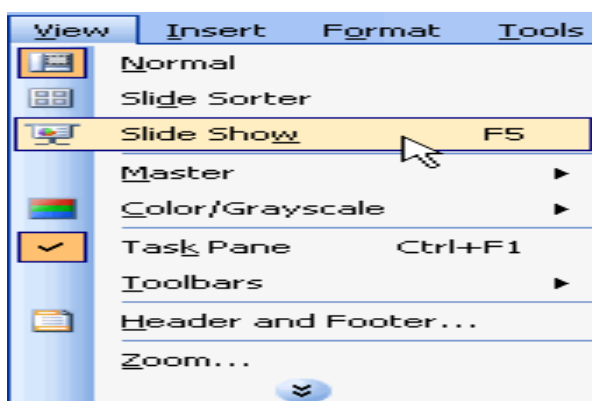 View Insert Format Tools
Normal
Slide Sorter
Slide Show F5
Master
Color/Grayscale
Task Pane Ctrl+F1
Toolbars
Header and Footer...
Zoom...